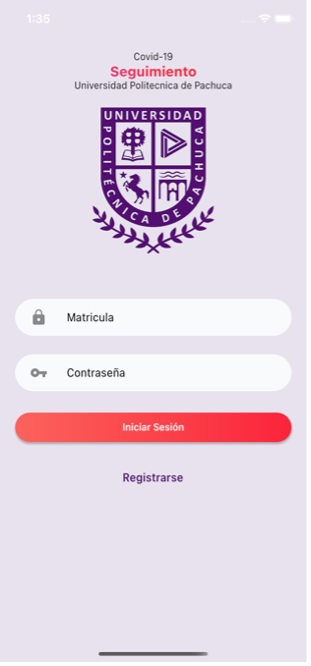 1:35
Covid-19
Seguimiento
Universidad Politecnica de Pachuca
UNIVERSIDAD
POLITÉCNICA DE PACHUCA
Matricula
Contraseña
Iniciar Sesión
Registrarse